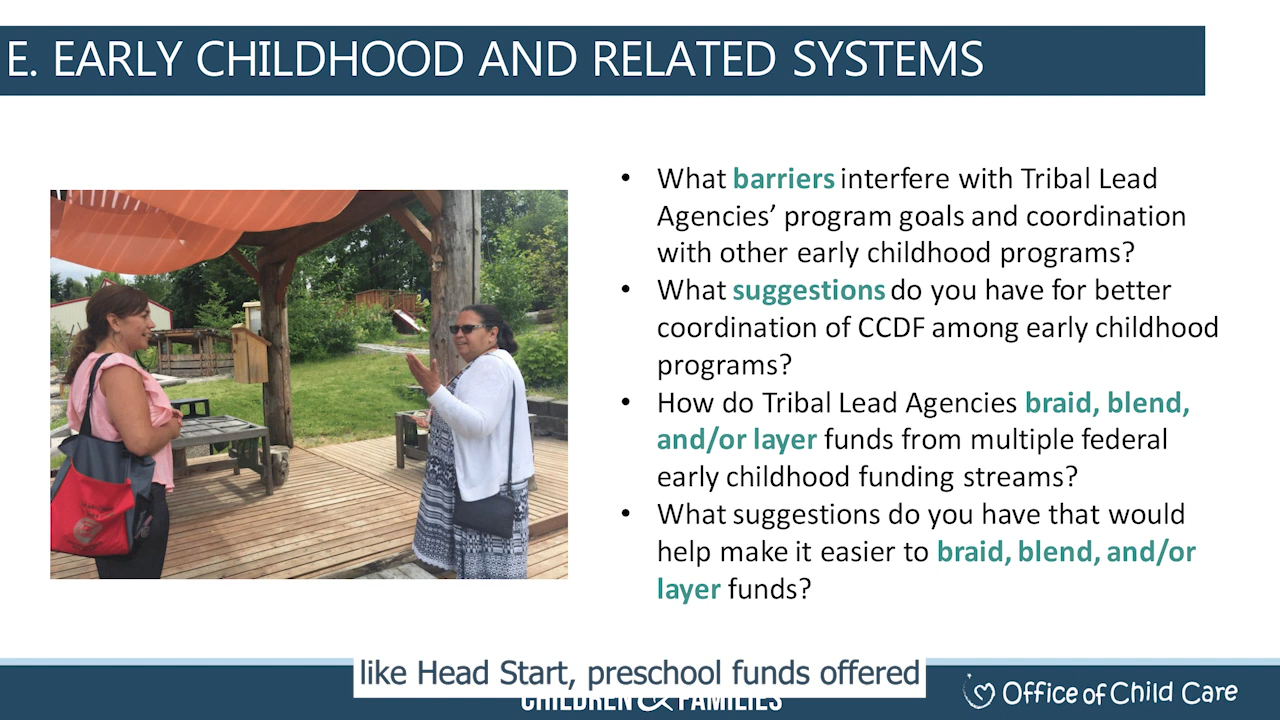 E. EARLY CHILDHOOD AND RELATED SYSTEMS
• What barriers interfere with Tribal Lead
Agencies’ program goals and coordination
with other early childhood programs?
• What suggestions do you have for better
coordination of CCDF among early childhood
programs?
• How do Tribal Lead Agencies braid, blend,
and/or layer funds from multiple federal
early childhood funding streams?
• What suggestions do you have that would
help make it easier to braid, blend, and/or
layer funds?
like Head Start, preschool funds offered
CHILDREN & FAMILIES
Office of Child Care